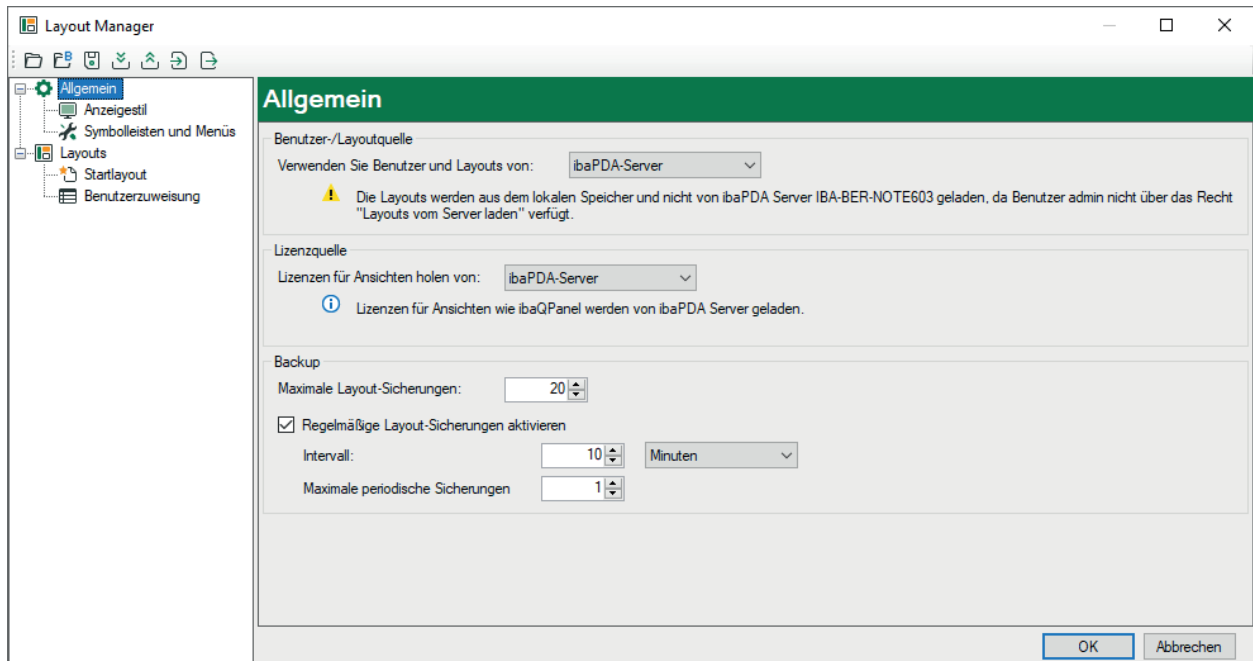 Layout Manager
Allgemein
Anzeigestil
Symbolleisten und Menüs
Layouts
Startlayout
Benutzerzuweisung
Allgemein
Benutzer-/Layoutquelle
Verwenden Sie Benutzer und Layouts von: ibaPDA-Server
Die Layouts werden aus dem lokalen Speicher und nicht von ibaPDA Server IBA-BER-NOTE603 geladen, da Benutzer admin nicht über das Recht
"Layouts vom Server laden" verfügt.
Lizenzquelle
Lizenzen für Ansichten holen von: ibaPDA-Server
Lizenzen für Ansichten wie ibaQPanel werden von ibaPDA Server geladen.
Backup
Maximale Layout-Sicherungen: 20
Regelmäßige Layout-Sicherungen aktivieren
Intervall: 10 Minuten
Maximale periodische Sicherungen 1
OK Abbrechen